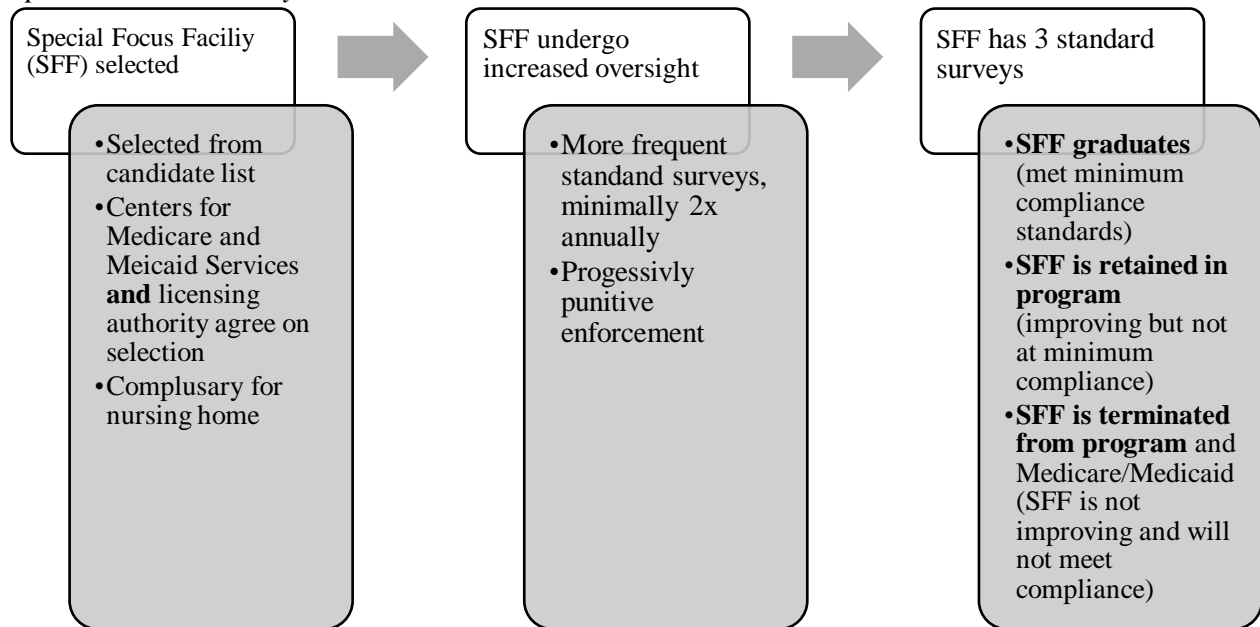 Special Focus Faciliy
(SFF) selected
•Selected from
candidate list
•Centers for
Medicare and
Meicaid Services
and licensing
authority agree on
selection
•Complusary for
nursing home
SFF undergo
increased oversight
•More frequent
standand surveys,
minimally 2x
annually
•Progessivly
punitive
enforcement
SFF has 3 standard
surveys
•SFF graduates
(met minimum
compliance
standards)
•SFF is retained in
program
(improving but not
at minimum
compliance)
•SFF is terminated
from program and
Medicare/Medicaid
(SFF is not
improving and will
not meet
compliance)